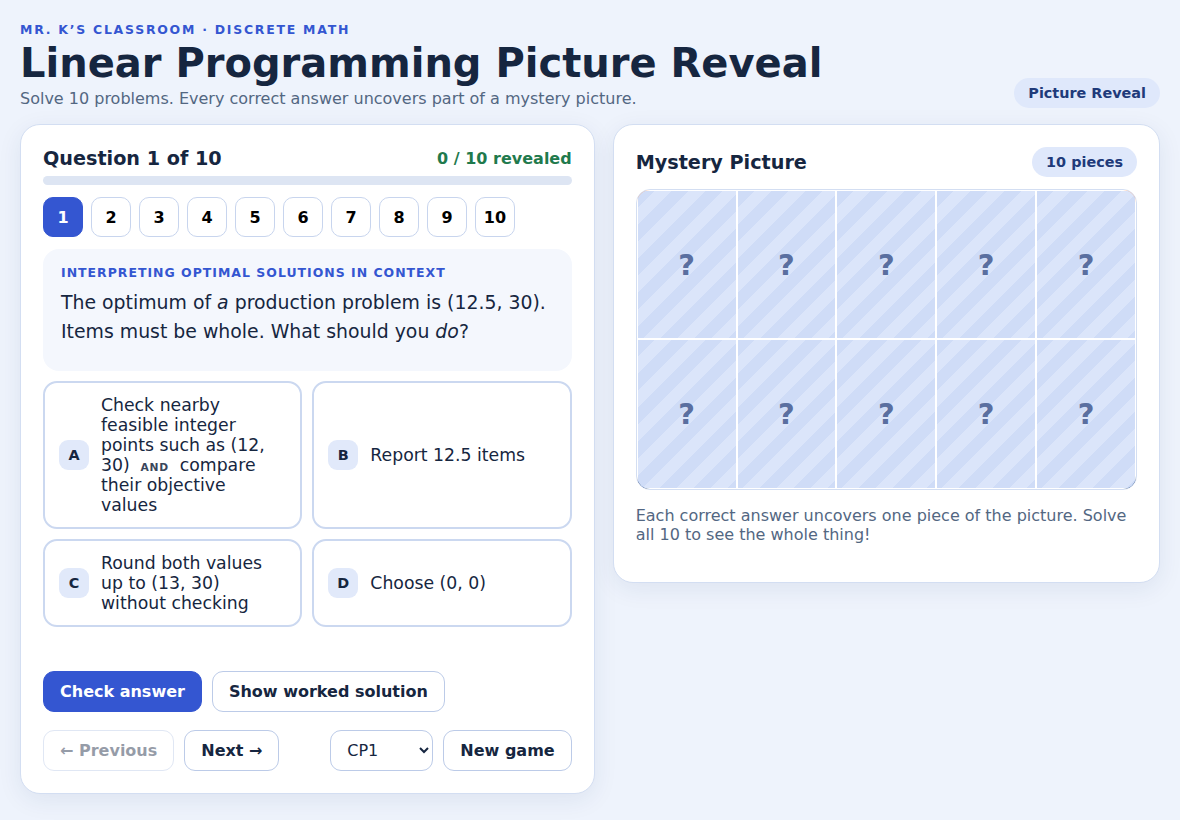 MR. K’S CLASSROOM · DISCRETE MATH
Linear Programming Picture Reveal
Solve 10 problems. Every correct answer uncovers part of a mystery picture.
Picture Reveal
Question 1 of 10
0 / 10 revealed
1 2 3 4 5 6 7 8 9 10
INTERPRETING OPTIMAL SOLUTIONS IN CONTEXT
The optimum of a production problem is (12.5, 30).
Items must be whole. What should you do?
A
Check nearby
feasible integer
points such as (12,
30) AND compare
their objective
values
B
Report 12.5 items
C
Round both values
up to (13, 30)
without checking
D
Choose (0, 0)
Check answer
Show worked solution
← Previous
Next →
CP1
New game
Mystery Picture
10 pieces
? ? ? ? ?
? ? ? ? ?
Each correct answer uncovers one piece of the picture. Solve
all 10 to see the whole thing!